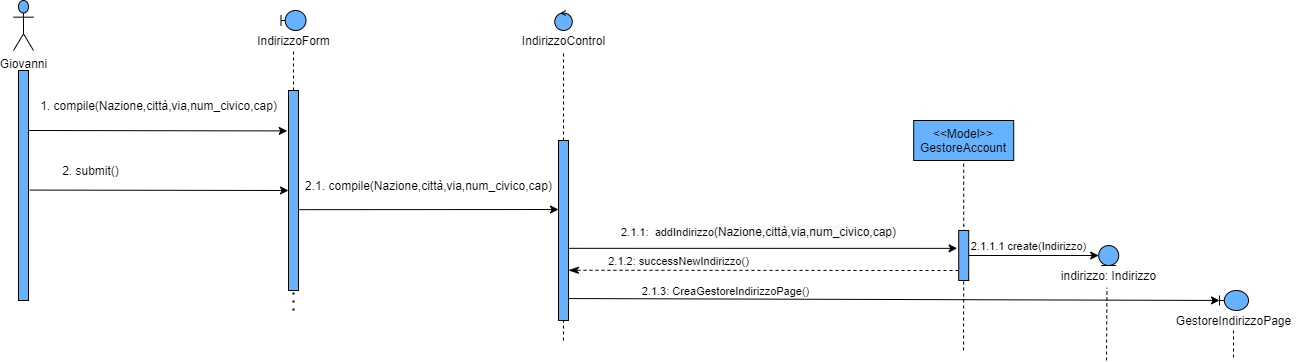 Giovanni
IndirizzoForm
IndirizzoControl
1. compile(Nazione,città,via,num_civico,cap)
<<Model>>
GestoreAccount
2. submit()
2.1. compile(Nazione,città,via,num_civico,cap)
2.1.1: addIndirizzo(Nazione,città,via,num_civico,cap)
2.1.1.1 create(Indirizzo)
2.1.2: successNewIndirizzo()
indirizzo: Indirizzo
2.1.3: CreaGestoreIndirizzoPage()
GestoreIndirizzoPage